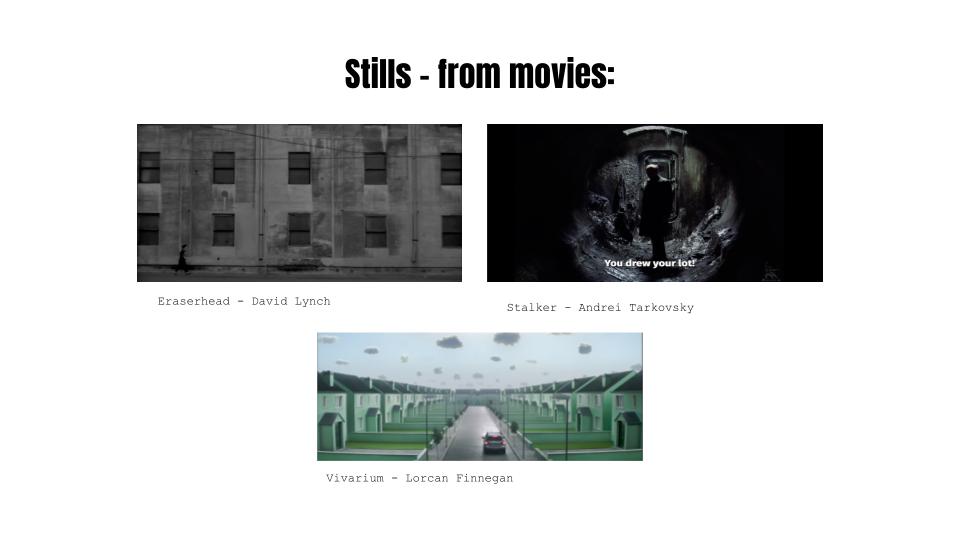 Stills - from movies:
You drew your lot!
Eraserhead - David Lynch
Stalker - Andrei Tarkovsky
Vivarium - Lorcan Finnegan